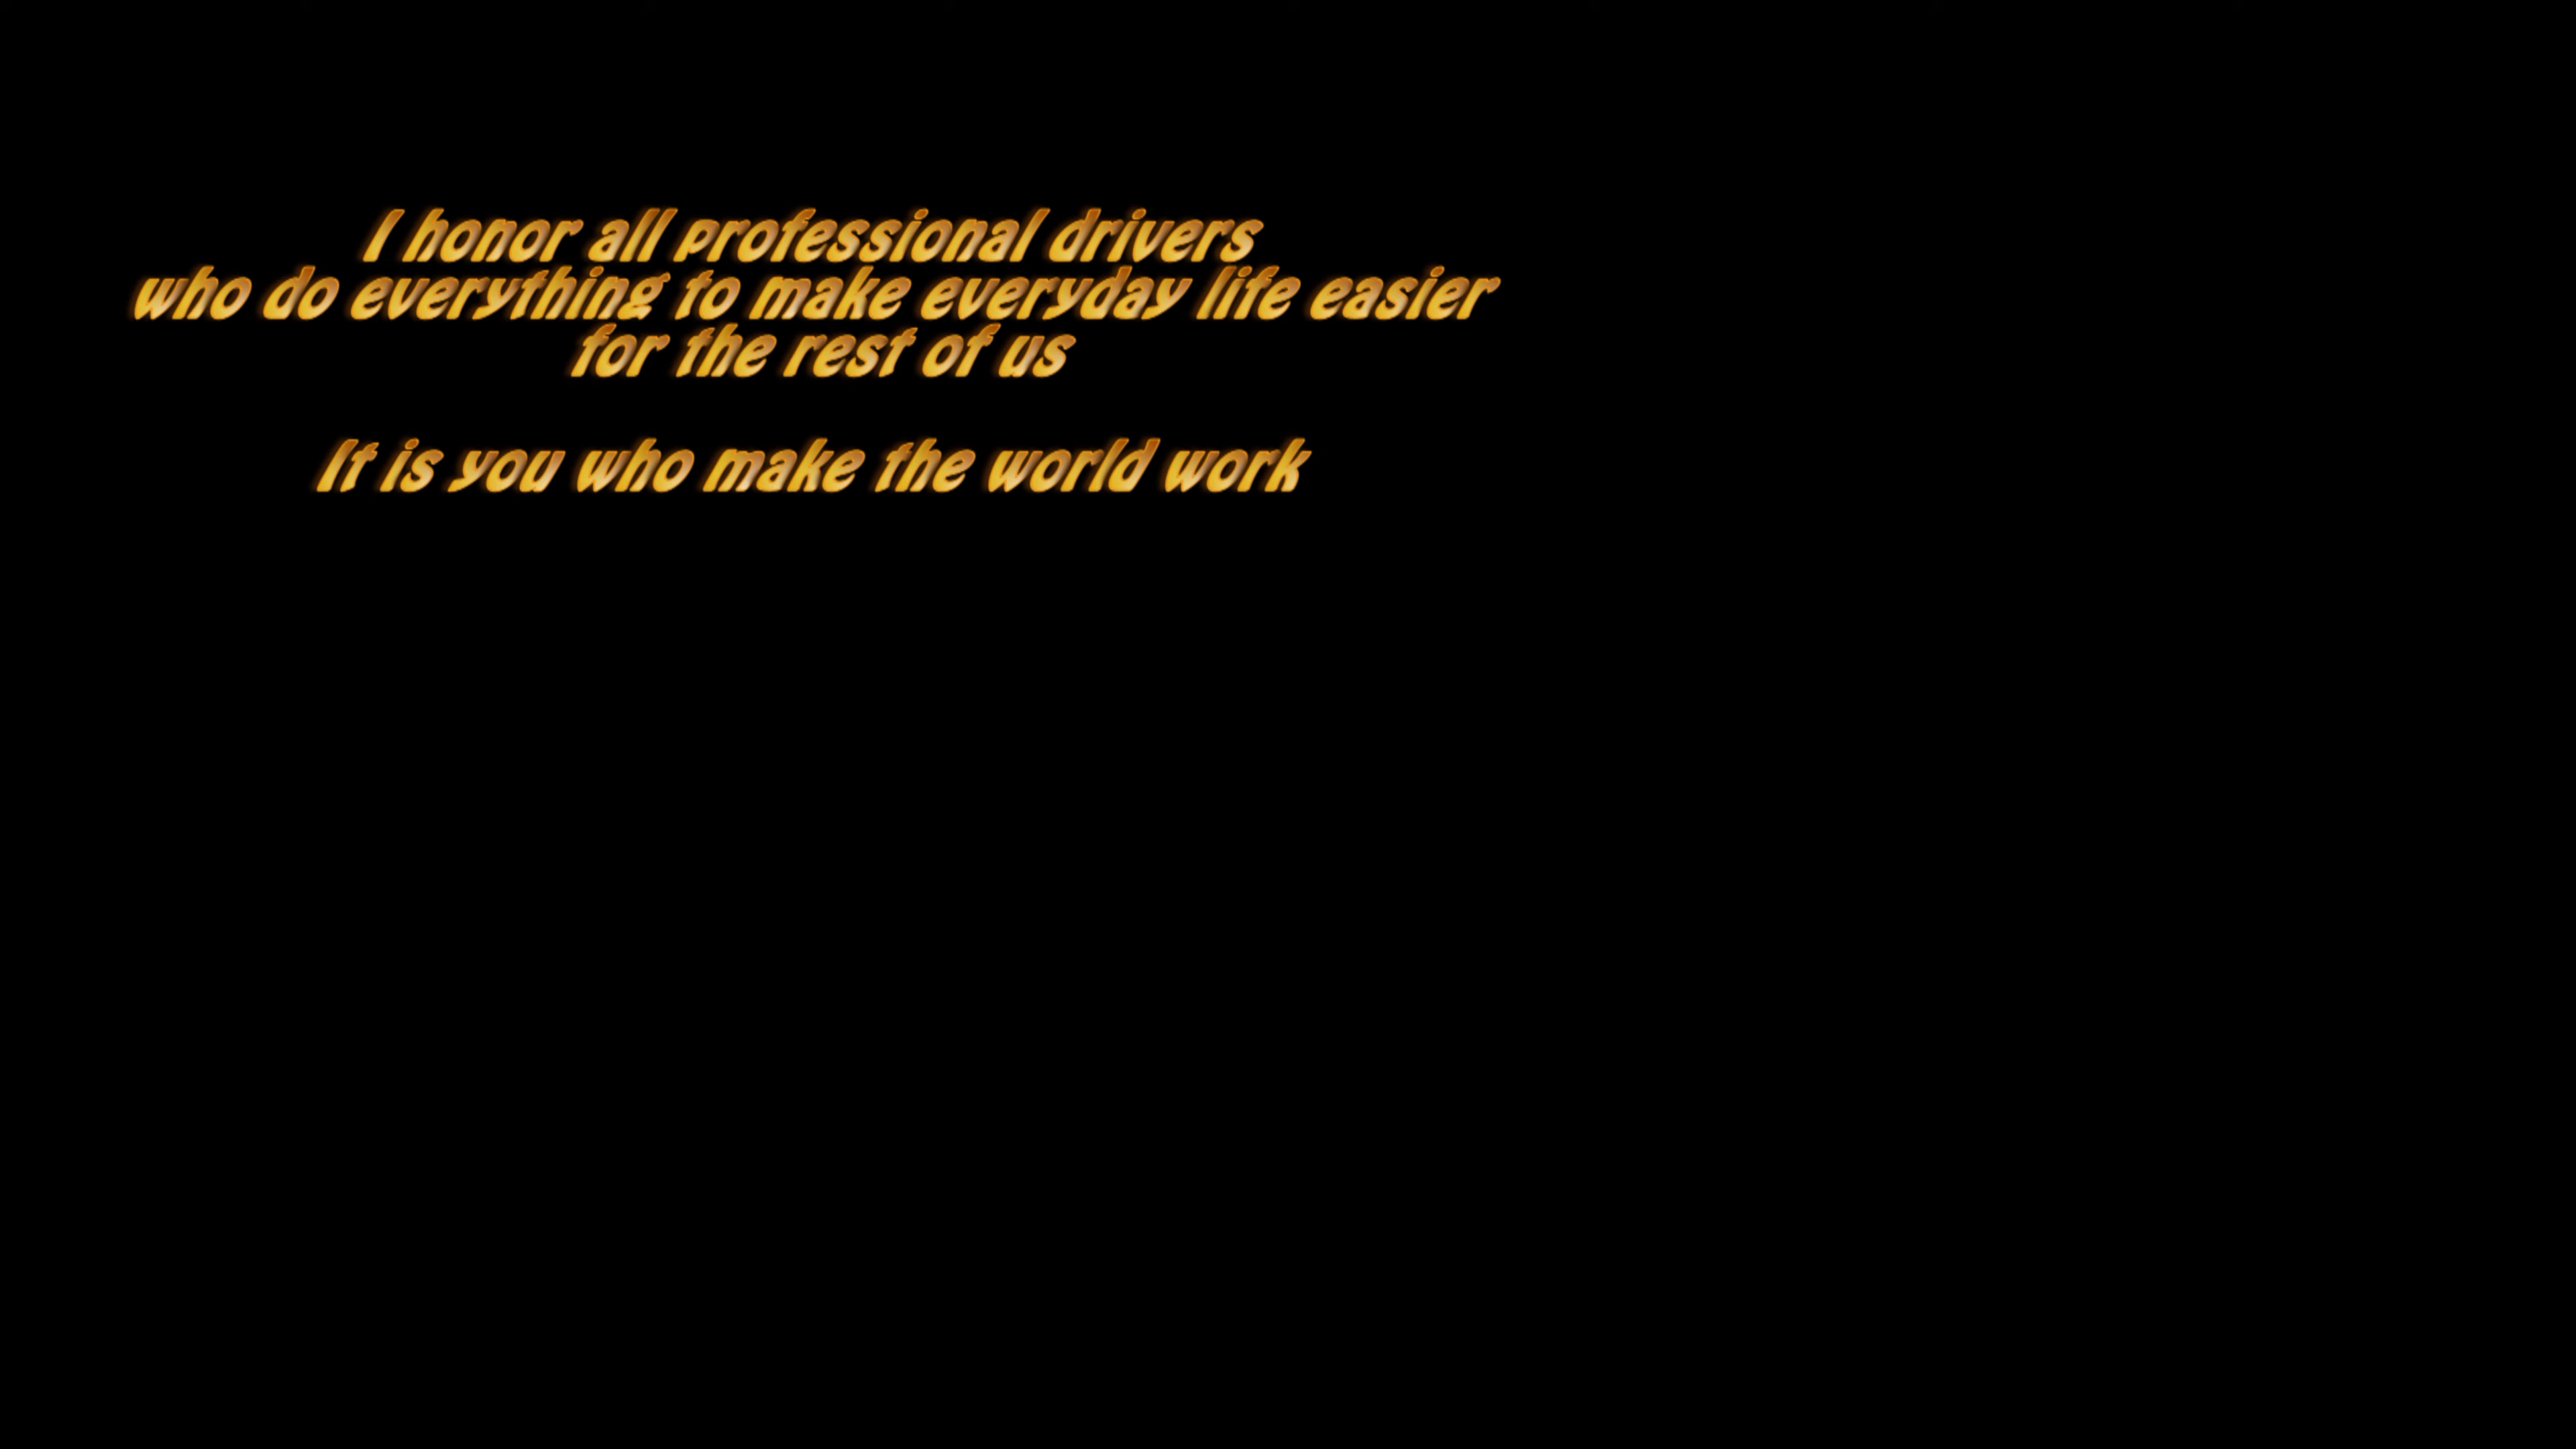 I honor all professional drivers
who do everything to make everyday life easier
for the rest of us
It is you who make the world work